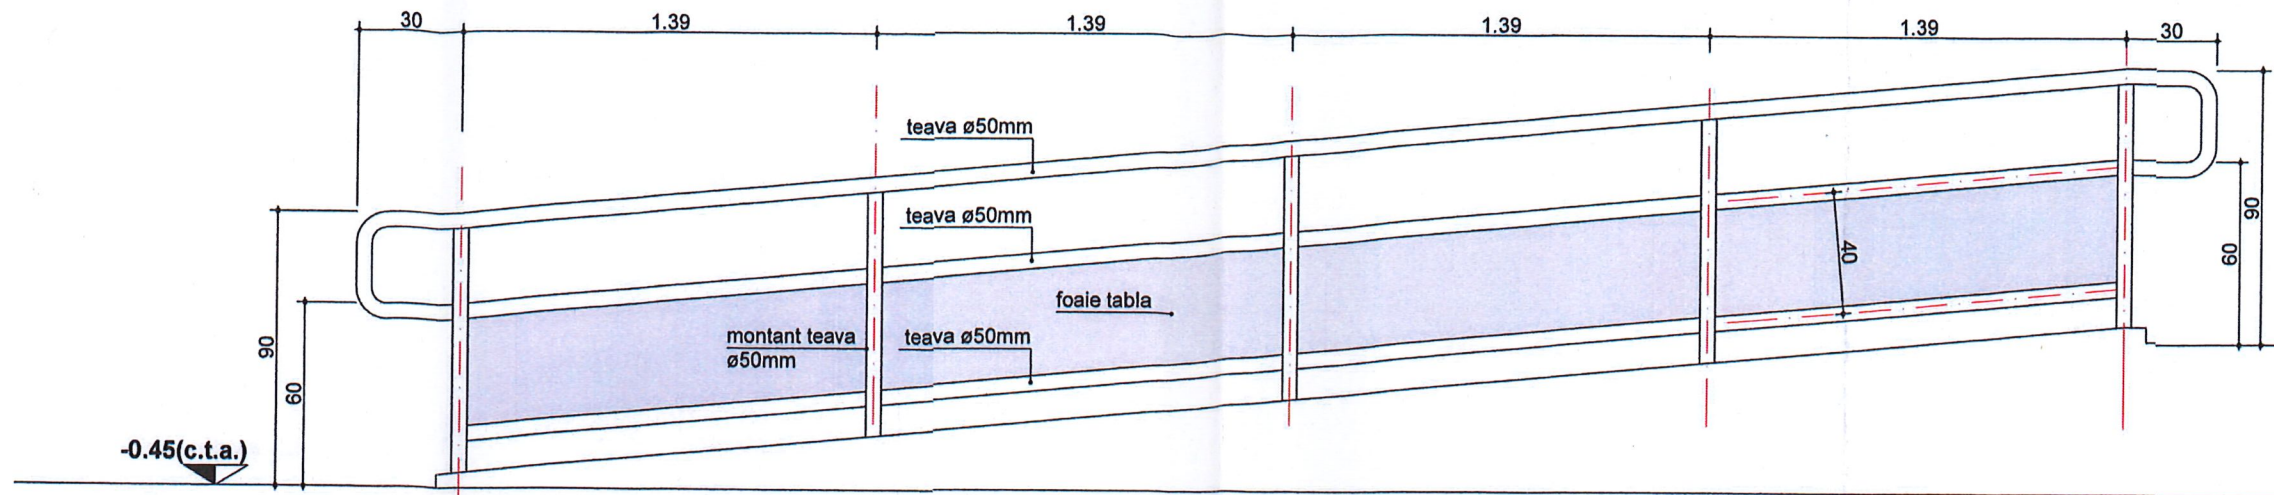 30
1.39
1.39
1.39
1.39
30
teava ø50mm
teava ø50mm
foaie tabla
montant teava
ø50mm
teava ø50mm
40
90
60
90
60
-0.45(c.t.a.)